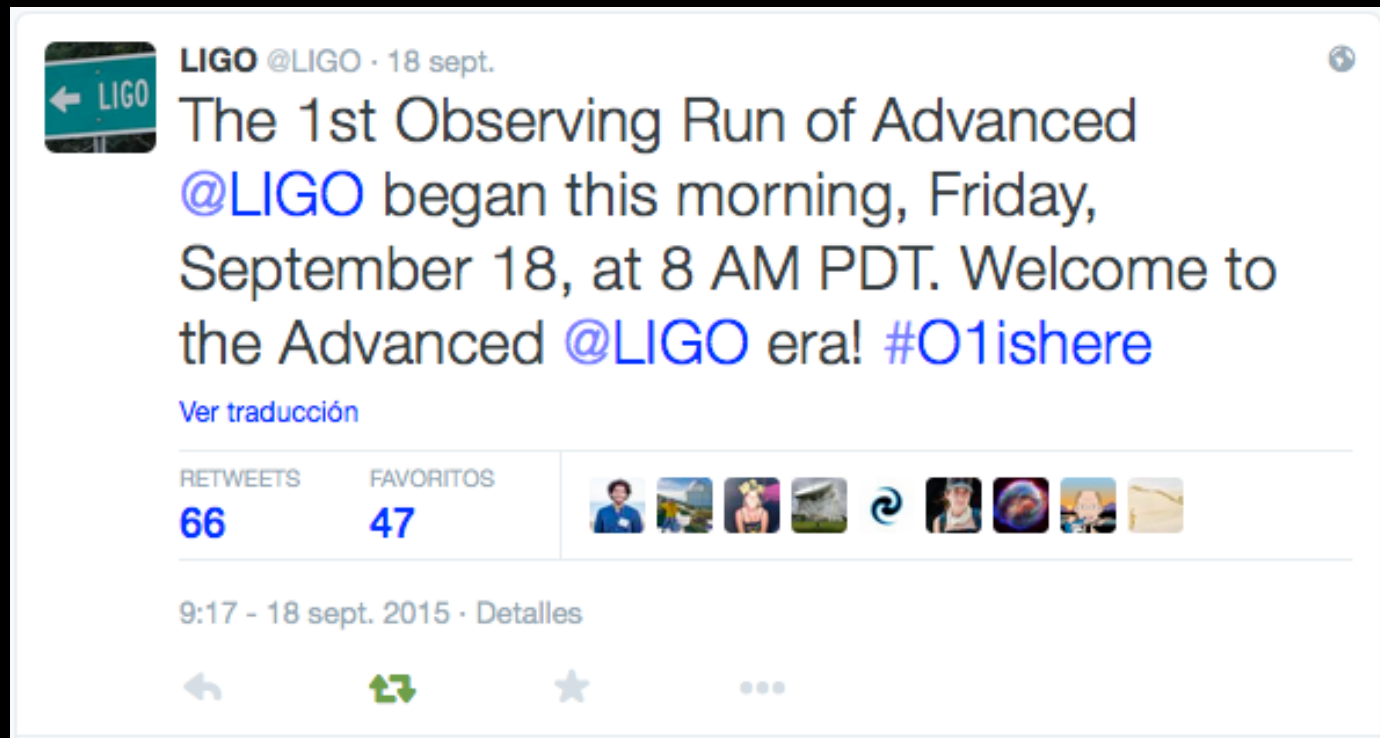 LIGO
LIGO @LIGO · 18 sept.
The 1st Observing Run of Advanced
@LIGO began this morning, Friday,
September 18, at 8 AM PDT. Welcome to
the Advanced @LIGO era! #O1ishere
Ver traducción
RETWEETS FAVORITOS
66 47
9:17 - 18 sept. 2015 · Detalles